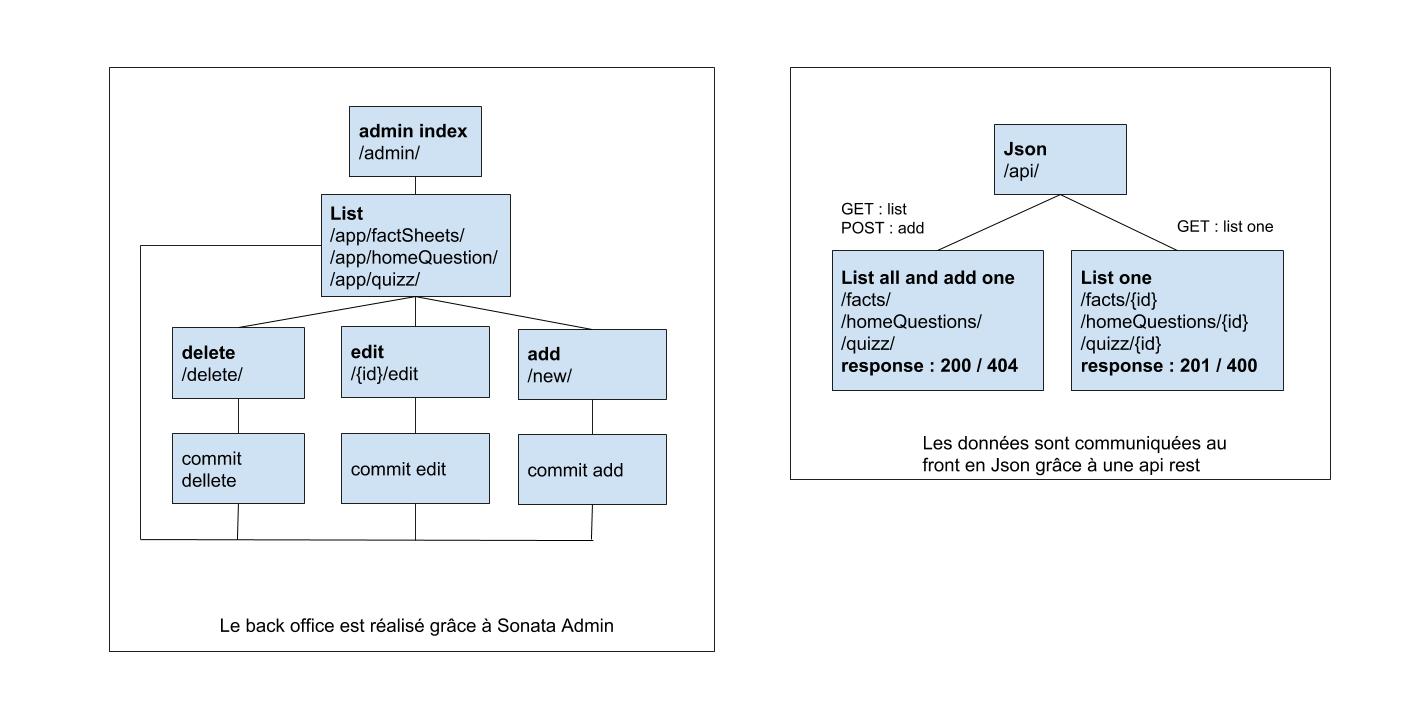 admin index
/admin/
List
/app/factSheets/
/app/homeQuestion/
/app/quizz/
delete
/delete/
edit
/{id}/edit
add
/new/
commit
dellete
commit edit
commit add
Le back office est réalisé grâce à Sonata Admin
Json
/api/
GET : list
POST : add
GET : list one
List all and add one
/facts/
/homeQuestions/
/quizz/
response : 200 / 404
List one
/facts/{id}
/homeQuestions/{id}
/quizz/{id}
response : 201 / 400
Les données sont communiquées au
front en Json grâce à une api rest